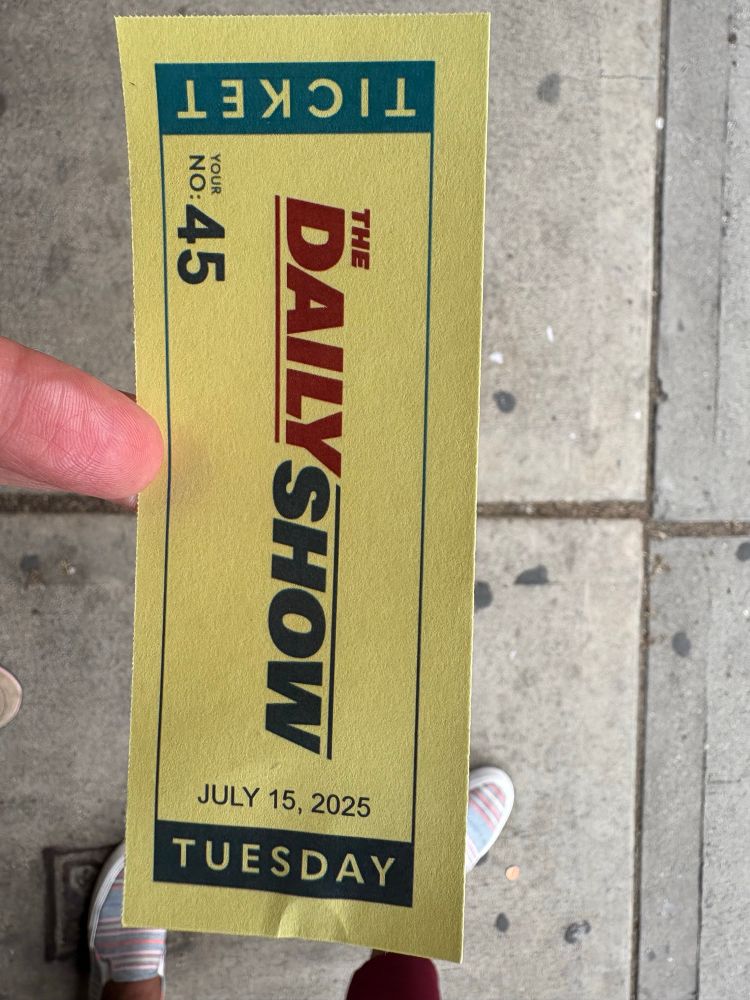 TICKET
YOUR
NO: 45
THE
DAILY SHOW
JULY 15, 2025
TUESDAY